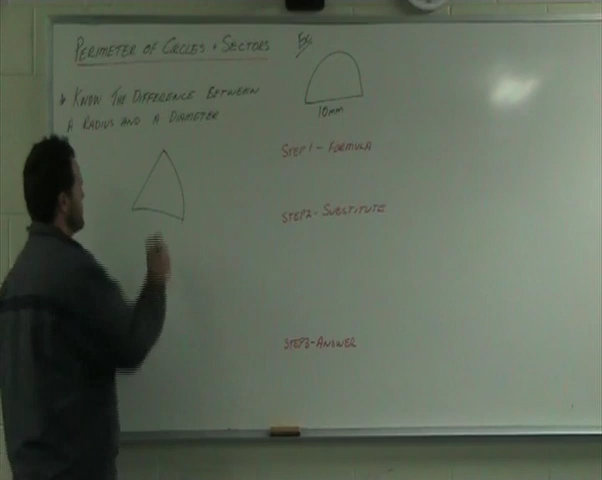 PERIMETER OF CIRCLES + SECTORS
KNOW THE DIFFERENCE BETWEEN
A RADIUS AND A DIAMETER
Ex:
10mm
STEP 1 - FORMULA
STEP 2 - SUBSTITUTE
STEP 3 - ANSWER